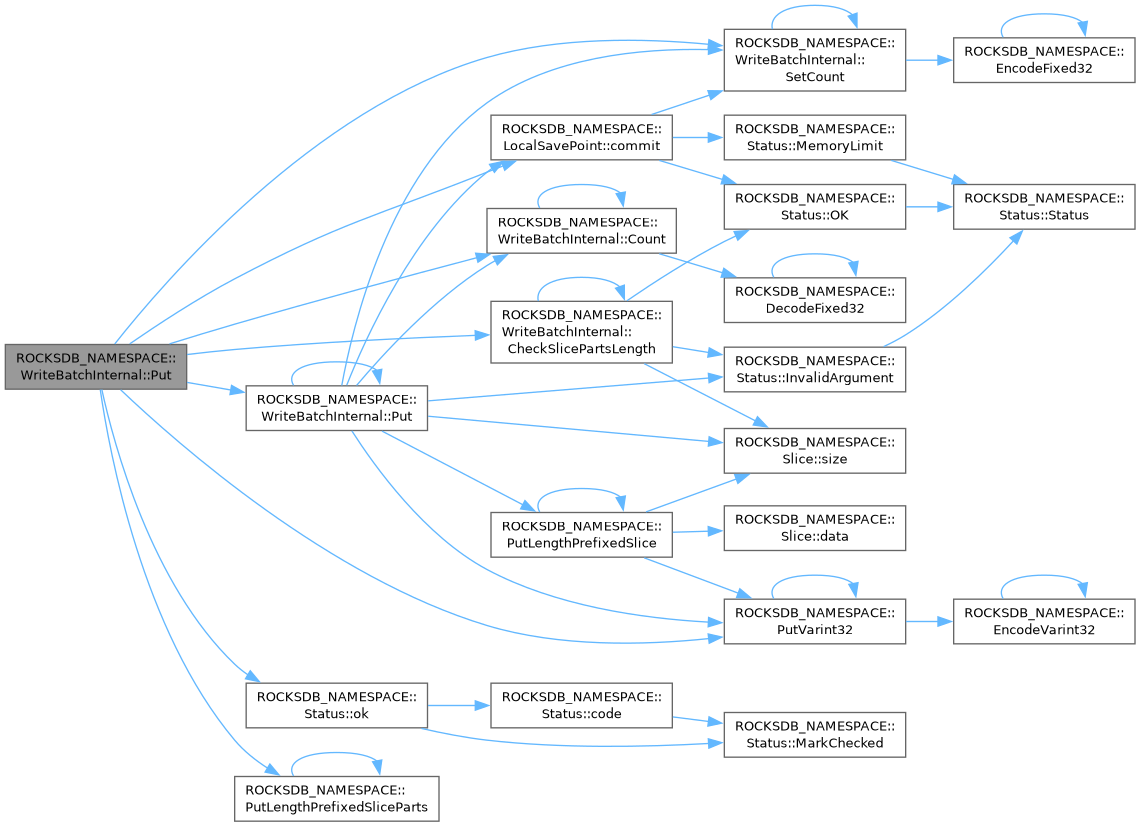 ROCKSDB_NAMESPACE::
WriteBatchInternal::Put
ROCKSDB_NAMESPACE::
WriteBatchInternal::Put
ROCKSDB_NAMESPACE::
Status::ok
ROCKSDB_NAMESPACE::
PutLengthPrefixedSliceParts
ROCKSDB_NAMESPACE::
LocalSavePoint::commit
ROCKSDB_NAMESPACE::
WriteBatchInternal::Count
ROCKSDB_NAMESPACE::
WriteBatchInternal::
CheckSlicePartsLength
ROCKSDB_NAMESPACE::
PutLengthPrefixedSlice
ROCKSDB_NAMESPACE::
Status::code
ROCKSDB_NAMESPACE::
WriteBatchInternal::
SetCount
ROCKSDB_NAMESPACE::
Status::MemoryLimit
ROCKSDB_NAMESPACE::
Status::OK
ROCKSDB_NAMESPACE::
DecodeFixed32
ROCKSDB_NAMESPACE::
Status::InvalidArgument
ROCKSDB_NAMESPACE::
Slice::size
ROCKSDB_NAMESPACE::
Slice::data
ROCKSDB_NAMESPACE::
PutVarint32
ROCKSDB_NAMESPACE::
Status::MarkChecked
ROCKSDB_NAMESPACE::
EncodeFixed32
ROCKSDB_NAMESPACE::
Status::Status
ROCKSDB_NAMESPACE::
EncodeVarint32